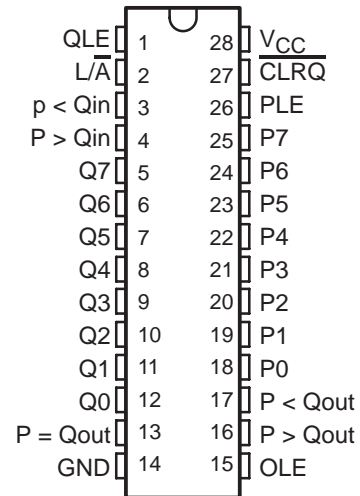 QLE 1 28 VCC
L/A̅ 2 27 C̅L̅R̅Q̅
p < Qin 3 26 PLE
P > Qin 4 25 P7
Q7 5 24 P6
Q6 6 23 P5
Q5 7 22 P4
Q4 8 21 P3
Q3 9 20 P2
Q2 10 19 P1
Q1 11 18 P0
Q0 12 17 P < Qout
P = Qout 13 16 P > Qout
GND 14 15 OLE